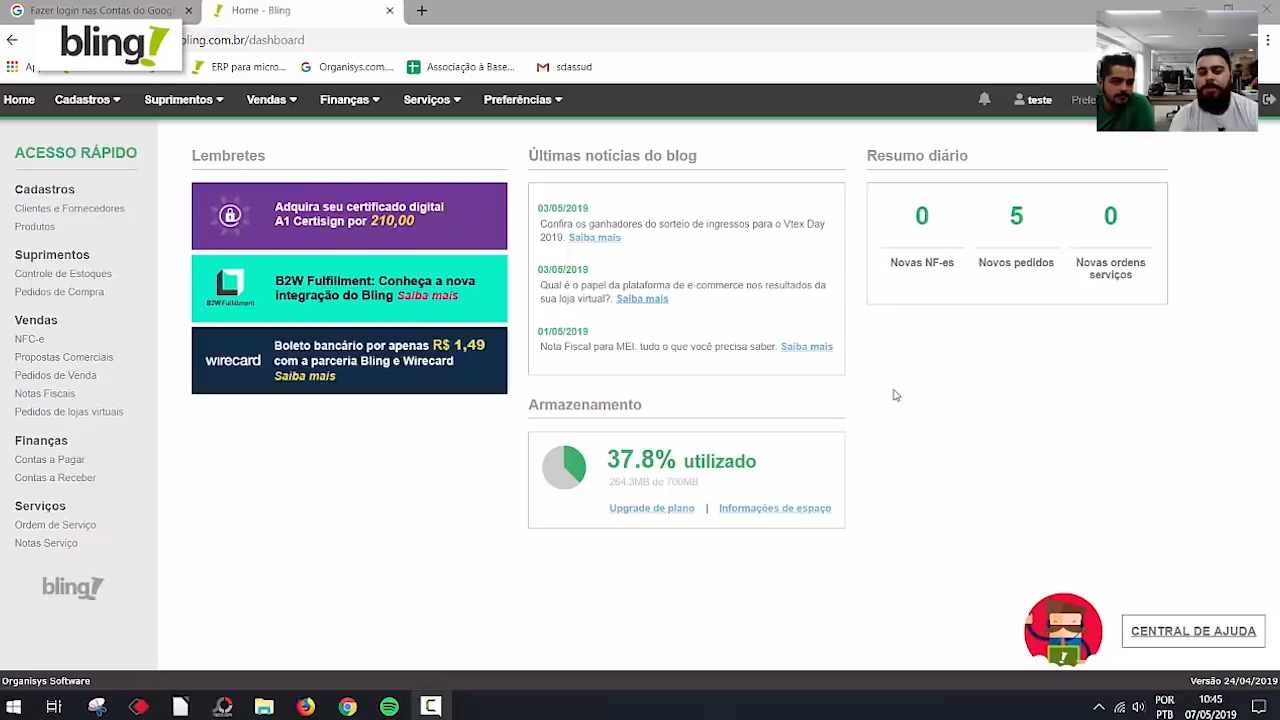 Fazer login nas Contas do Goog
Home - Bling
bling!
ling.com.br/dashboard
ERP para micro...
Organisys.com...
Associação à Base...
sdassud
Home
Cadastros
Suprimentos
Vendas
Finanças
Serviços
Preferências
teste
ACESSO RÁPIDO
Cadastros
Clientes e Fornecedores
Produtos
Suprimentos
Controle de Estoques
Pedidos de Compra
Vendas
NFC-e
Propostas Comerciais
Pedidos de Venda
Notas Fiscais
Pedidos de lojas virtuais
Finanças
Contas a Pagar
Contas a Receber
Serviços
Ordem de Serviço
Notas Serviço
bling!
Lembretes
Adquira seu certificado digital
A1 Certisign por 210,00
B2W Fulfillment
B2W Fulfillment: Conheça a nova
integração do Bling Saiba mais
wirecard
Boleto bancário por apenas R$ 1,49
com a parceria Bling e Wirecard
Saiba mais
Últimas notícias do blog
03/05/2019
Confira os ganhadores do sorteio de ingressos para o Vtex Day
2019. Saiba mais
03/05/2019
Qual é o papel da plataforma de e-commerce nos resultados da
sua loja virtual?. Saiba mais
01/05/2019
Nota Fiscal para MEI: tudo o que você precisa saber. Saiba mais
Armazenamento
37.8% utilizado
264.3MB de 700MB
Upgrade de plano | Informações de espaço
Resumo diário
0
Novas NF-es
5
Novos pedidos
0
Novas ordens
serviços
CENTRAL DE AJUDA
Organisys Software
Versão 24/04/2019
POR
PTB
10:45
07/05/2019